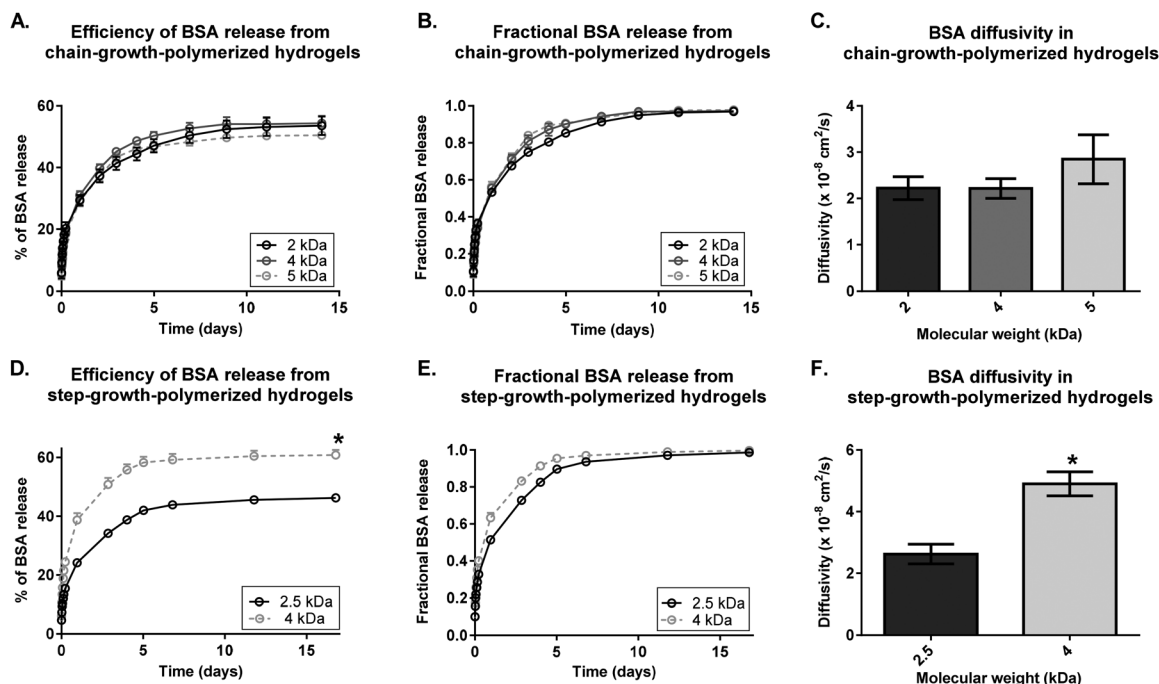 A.
Efficiency of BSA release from
chain-growth-polymerized hydrogels
% of BSA release
60
40
20
0
2 kDa
4 kDa
5 kDa
0 5 10 15
Time (days)
B.
Fractional BSA release from
chain-growth-polymerized hydrogels
Fractional BSA release
1.0
0.8
0.6
0.4
0.2
0.0
2 kDa
4 kDa
5 kDa
0 5 10 15
Time (days)
C.
BSA diffusivity in
chain-growth-polymerized hydrogels
Diffusivity (x 10⁻⁸ cm²/s)
4
3
2
1
0
2 4 5
Molecular weight (kDa)
D.
Efficiency of BSA release from
step-growth-polymerized hydrogels
% of BSA release
60
40
20
0
*
2.5 kDa
4 kDa
0 5 10 15
Time (days)
E.
Fractional BSA release from
step-growth-polymerized hydrogels
Fractional BSA release
1.0
0.8
0.6
0.4
0.2
0.0
2.5 kDa
4 kDa
0 5 10 15
Time (days)
F.
BSA diffusivity in
step-growth-polymerized hydrogels
Diffusivity (x 10⁻⁸ cm²/s)
6
4
2
0
*
2.5 4
Molecular weight (kDa)